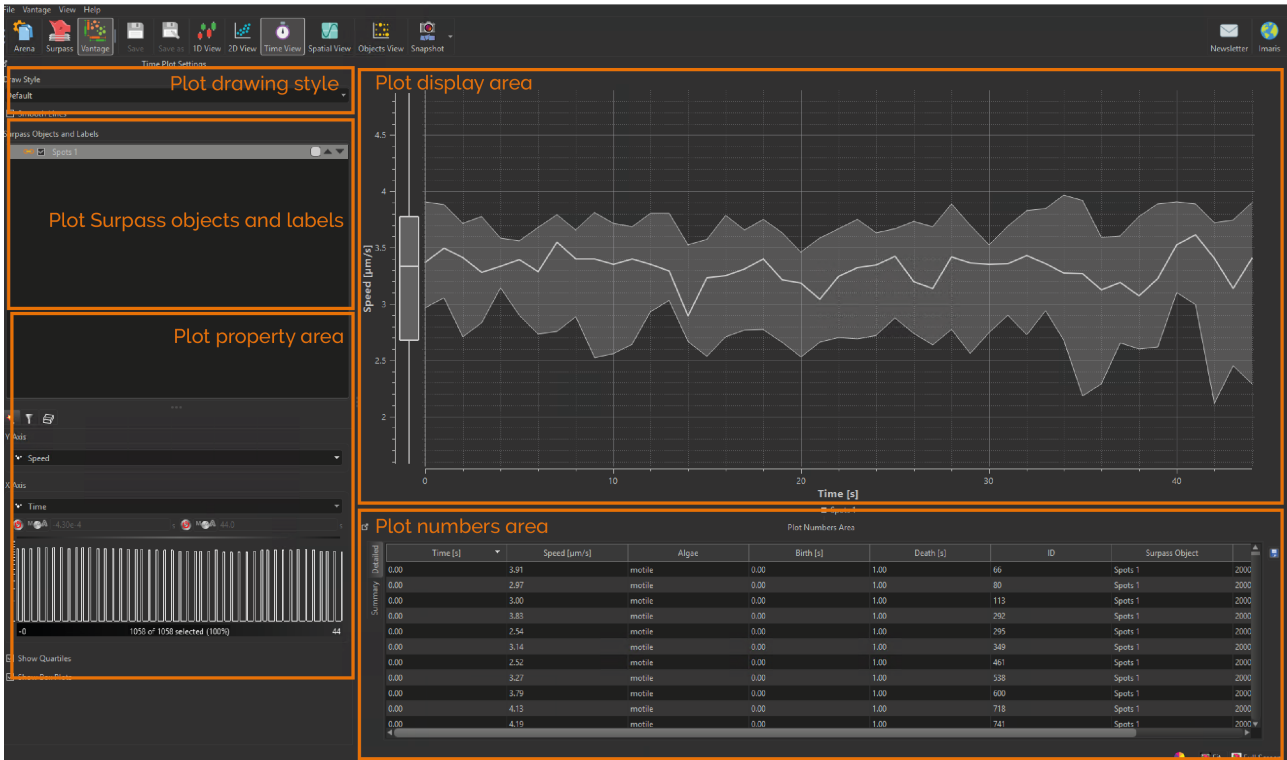 File Vantage View Help
Arena Surpass Vantage Save Save as 1D View 2D View Time View Spatial View Objects View Snapshot Newsletter Imaris
Time Plot Settings
Draw Style
Plot drawing style
Default
Smooth Lines
Surpass Objects and Labels
Spots 1
Plot Surpass objects and labels
Plot property area
Y Axis
Speed
X Axis
Time
-4.30e-4 s 44.0 s
-0 1058 of 1058 selected (100%) 44
Show Quartiles
Show Box Plots
Plot display area
4.5
4
3.5
3
2.5
2
Speed [µm/s]
0 10 20 30 40
Time [s]
Spots 1
Plot numbers area
Plot Numbers Area
Detailed
Summary
Time [s] Speed [µm/s] Algae Birth [s] Death [s] ID Surpass Object
0.00 3.91 motile 0.00 1.00 66 Spots 1 2000
0.00 2.97 motile 0.00 1.00 80 Spots 1 2000
0.00 3.00 motile 0.00 1.00 113 Spots 1 2000
0.00 3.83 motile 0.00 1.00 292 Spots 1 2000
0.00 2.54 motile 0.00 1.00 295 Spots 1 2000
0.00 3.14 motile 0.00 1.00 349 Spots 1 2000
0.00 2.52 motile 0.00 1.00 461 Spots 1 2000
0.00 3.27 motile 0.00 1.00 538 Spots 1 2000
0.00 3.79 motile 0.00 1.00 600 Spots 1 2000
0.00 4.13 motile 0.00 1.00 718 Spots 1 2000
0.00 4.19 motile 0.00 1.00 741 Spots 1 2000